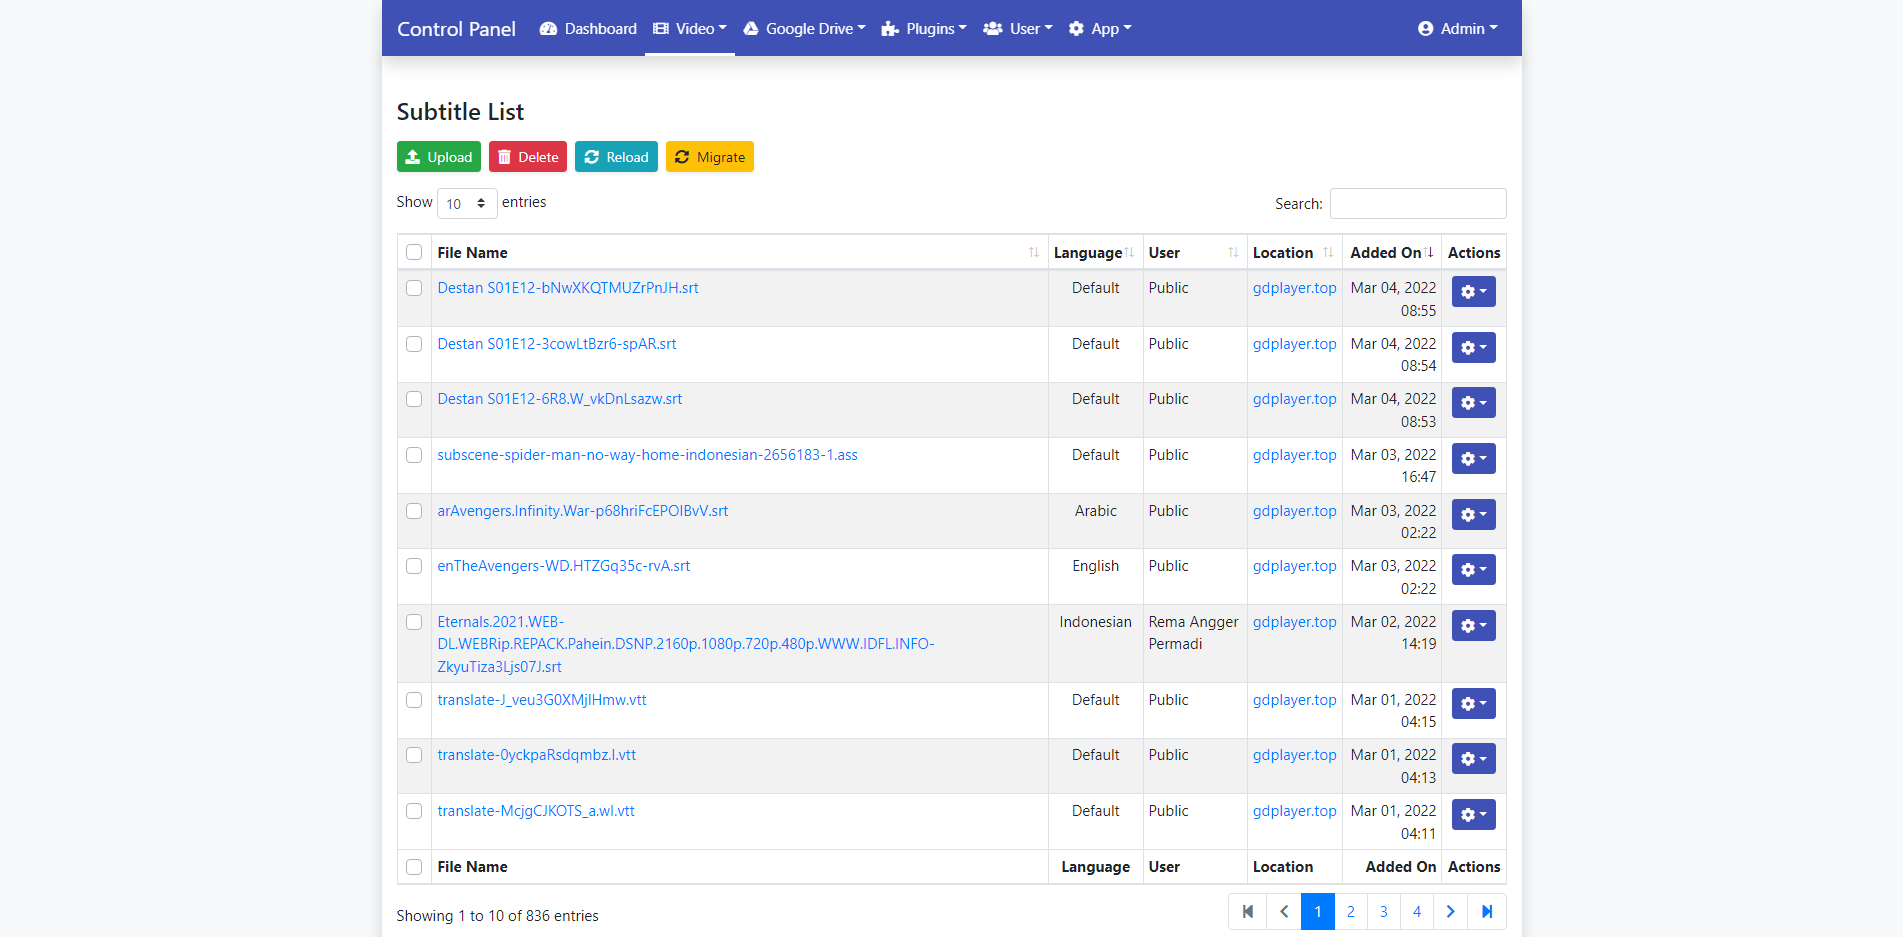 Control Panel Dashboard Video Google Drive Plugins User App Admin
Subtitle List
Upload Delete Reload Migrate
Show 10 entries Search:
File Name Language User Location Added On Actions
Destan S01E12-bNwXKQTMUZrPnJH.srt Default Public gdplayer.top Mar 04, 2022
08:55
Destan S01E12-3cowLtBzr6-spAR.srt Default Public gdplayer.top Mar 04, 2022
08:54
Destan S01E12-6R8.W_vkDnLsazw.srt Default Public gdplayer.top Mar 04, 2022
08:53
subscene-spider-man-no-way-home-indonesian-2656183-1.ass Default Public gdplayer.top Mar 03, 2022
16:47
arAvengers.Infinity.War-p68hriFcEPOIBvV.srt Arabic Public gdplayer.top Mar 03, 2022
02:22
enTheAvengers-WD.HTZGq35c-rvA.srt English Public gdplayer.top Mar 03, 2022
02:22
Eternals.2021.WEB- Indonesian Rema Angger gdplayer.top Mar 02, 2022
DL.WEBRip.REPACK.Pahein.DSNP.2160p.1080p.720p.480p.WWW.IDFL.INFO- Permadi 14:19
ZkyuTiza3Ljs07J.srt
translate-J_veu3G0XMjlHmw.vtt Default Public gdplayer.top Mar 01, 2022
04:15
translate-0yckpaRsdqmbz.l.vtt Default Public gdplayer.top Mar 01, 2022
04:13
translate-McjgCJKOTS_a.wl.vtt Default Public gdplayer.top Mar 01, 2022
04:11
File Name Language User Location Added On Actions
Showing 1 to 10 of 836 entries 1 2 3 4